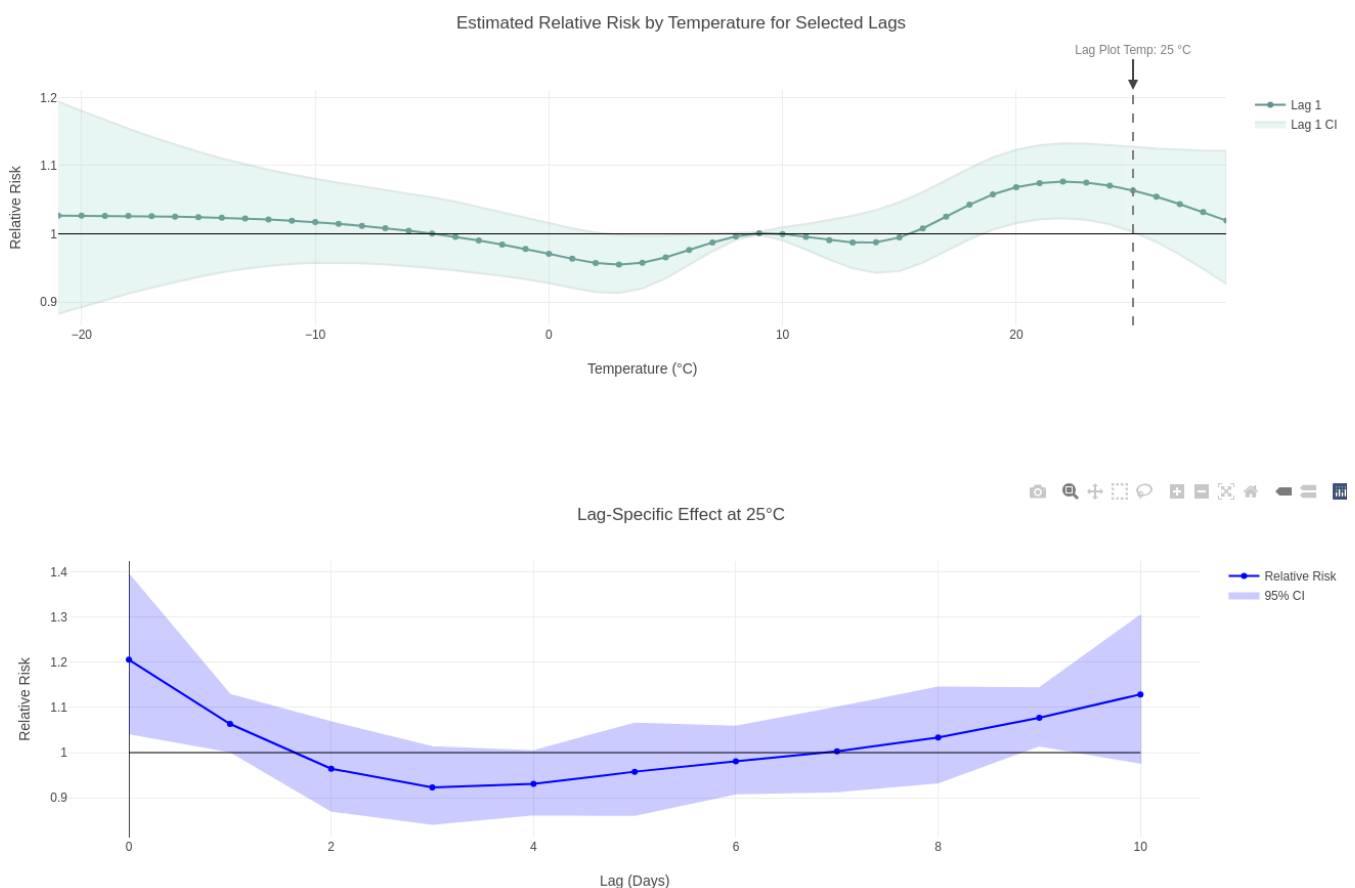 Estimated Relative Risk by Temperature for Selected Lags
Lag Plot Temp: 25 °C
1.2
1.1
1
0.9
Relative Risk
−20
−10
0
10
20
Temperature (°C)
Lag 1
Lag 1 CI
Lag-Specific Effect at 25°C
1.4
1.3
1.2
1.1
1
0.9
Relative Risk
0
2
4
6
8
10
Lag (Days)
Relative Risk
95% CI